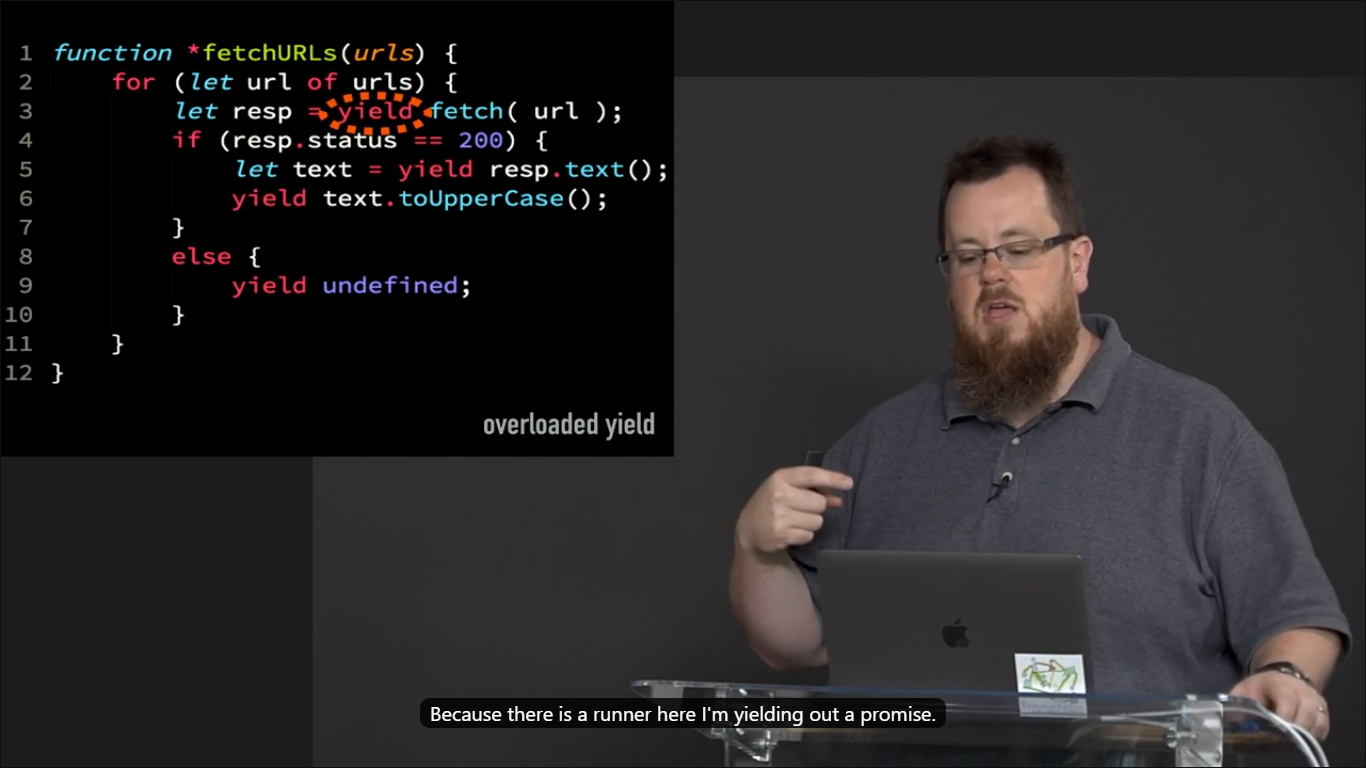 1 function *fetchURLs(urls) {
2 for (let url of urls) {
3 let resp = yield fetch( url );
4 if (resp.status == 200) {
5 let text = yield resp.text();
6 yield text.toUpperCase();
7 }
8 else {
9 yield undefined;
10 }
11 }
12 }
overloaded yield
Because there is a runner here I'm yielding out a promise.